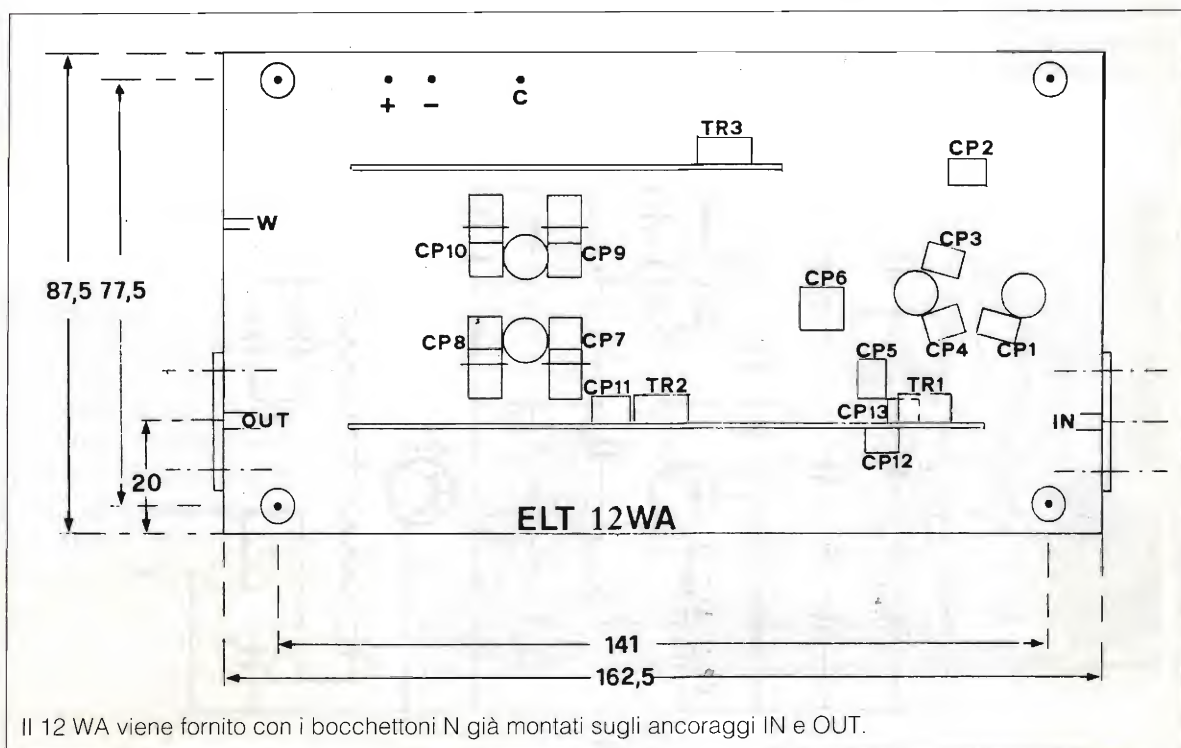 + − C
TR3
CP2
W
CP10 CP9
CP3
87,5 77,5
CP6
CP8 CP7
CP4 CP1
CP5
CP11 TR2
TR1
CP13
OUT
IN
CP12
20
ELT 12WA
141
162,5
Il 12 WA viene fornito con i bocchettoni N già montati sugli ancoraggi IN e OUT.